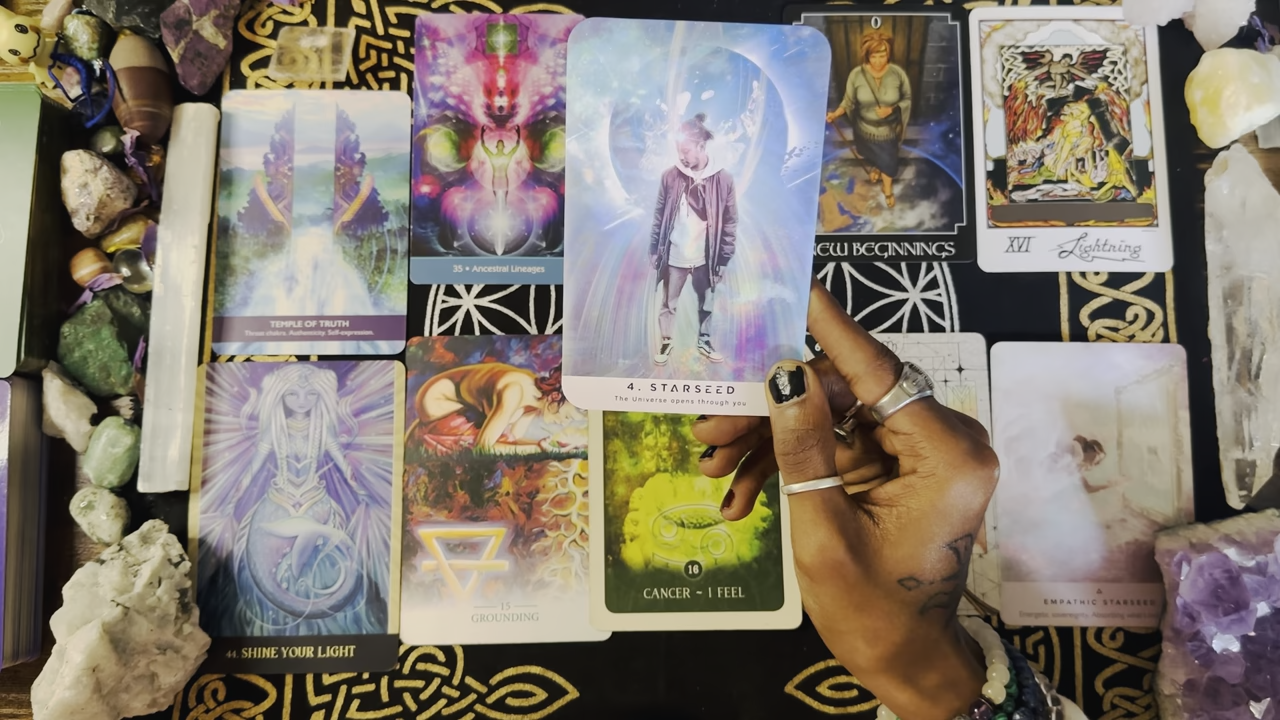 TEMPLE OF TRUTH
Throat chakra. Authenticity. Self-expression.
35 • Ancestral Lineages
4. STARSEED
The Universe opens through you
0
NEW BEGINNINGS
XVI Lightning
44. SHINE YOUR LIGHT
15
GROUNDING
16
CANCER ~ I FEEL
EMPATHIC STARSEED